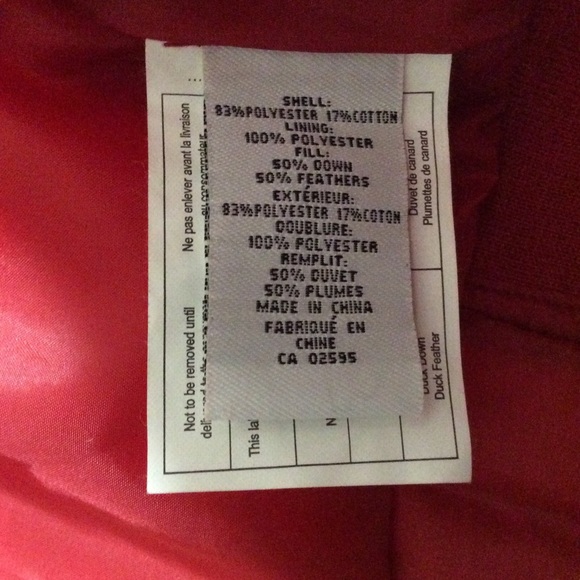 SHELL:
83%POLYESTER 17%COTTON
LINING:
100% POLYESTER
FILL:
50% DOWN
50% FEATHERS
EXTÉRIEUR:
83%POLYESTER 17%COTON
DOUBLURE:
100% POLYESTER
REMPLIT:
50% DUVET
50% PLUMES
MADE IN CHINA
FABRIQUÉ EN
CHINE
CA 02595
Not to be removed until
Ne pas enlever avant la livraison
This
Duvet de canard
Plumettes de canard
Duck Down
Duck Feather